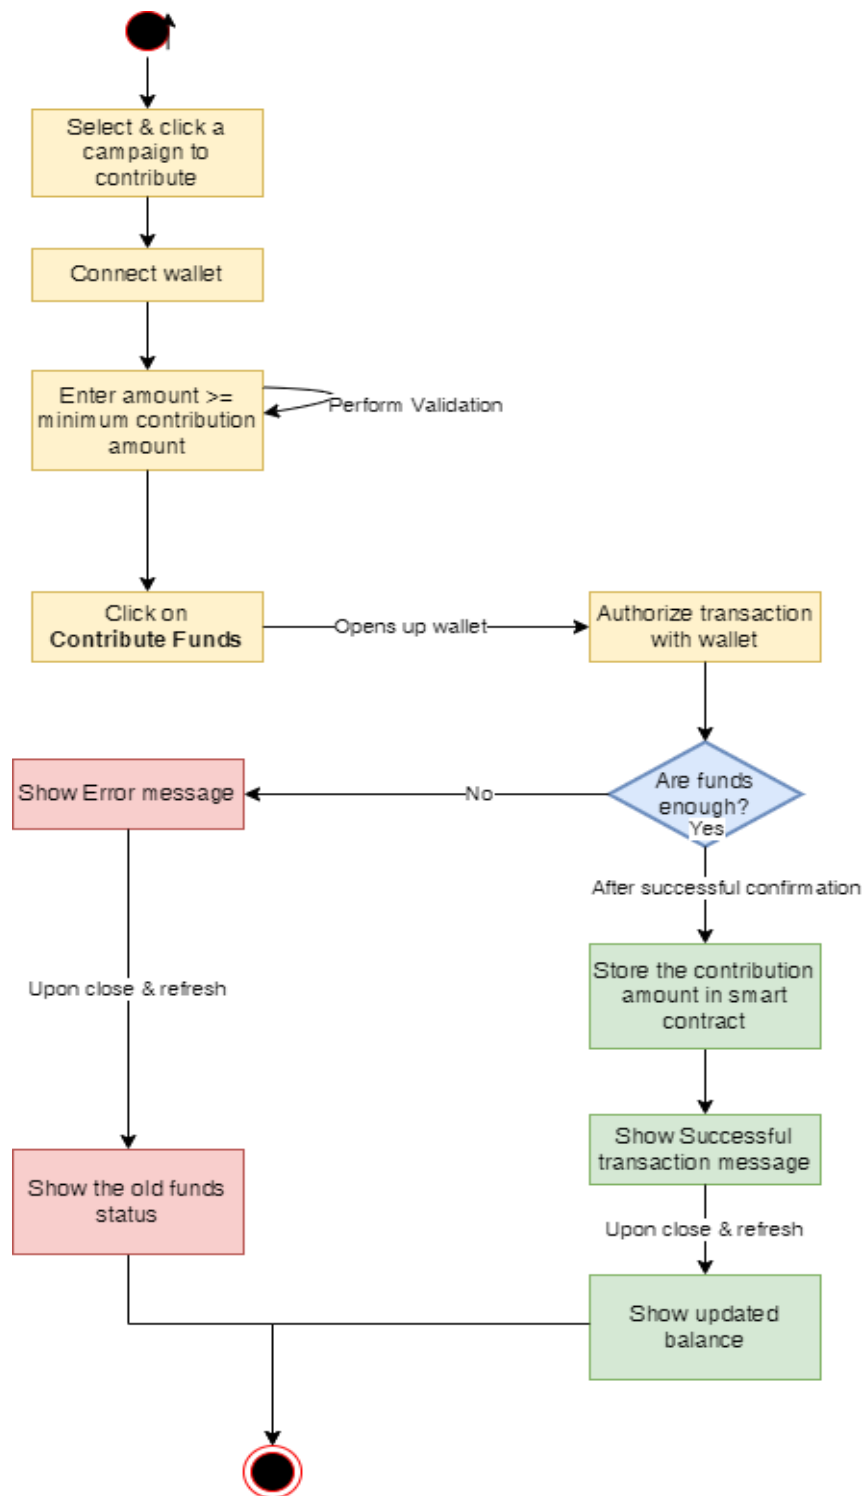 Select & click a
campaign to
contribute
Connect wallet
Enter amount >=
minimum contribution
amount
Perform Validation
Click on
Contribute Funds
Opens up wallet
Authorize transaction
with wallet
Are funds
enough?
Yes
No
Show Error message
After successful confirmation
Store the contribution
amount in smart
contract
Upon close & refresh
Show Successful
transaction message
Show the old funds
status
Upon close & refresh
Show updated
balance